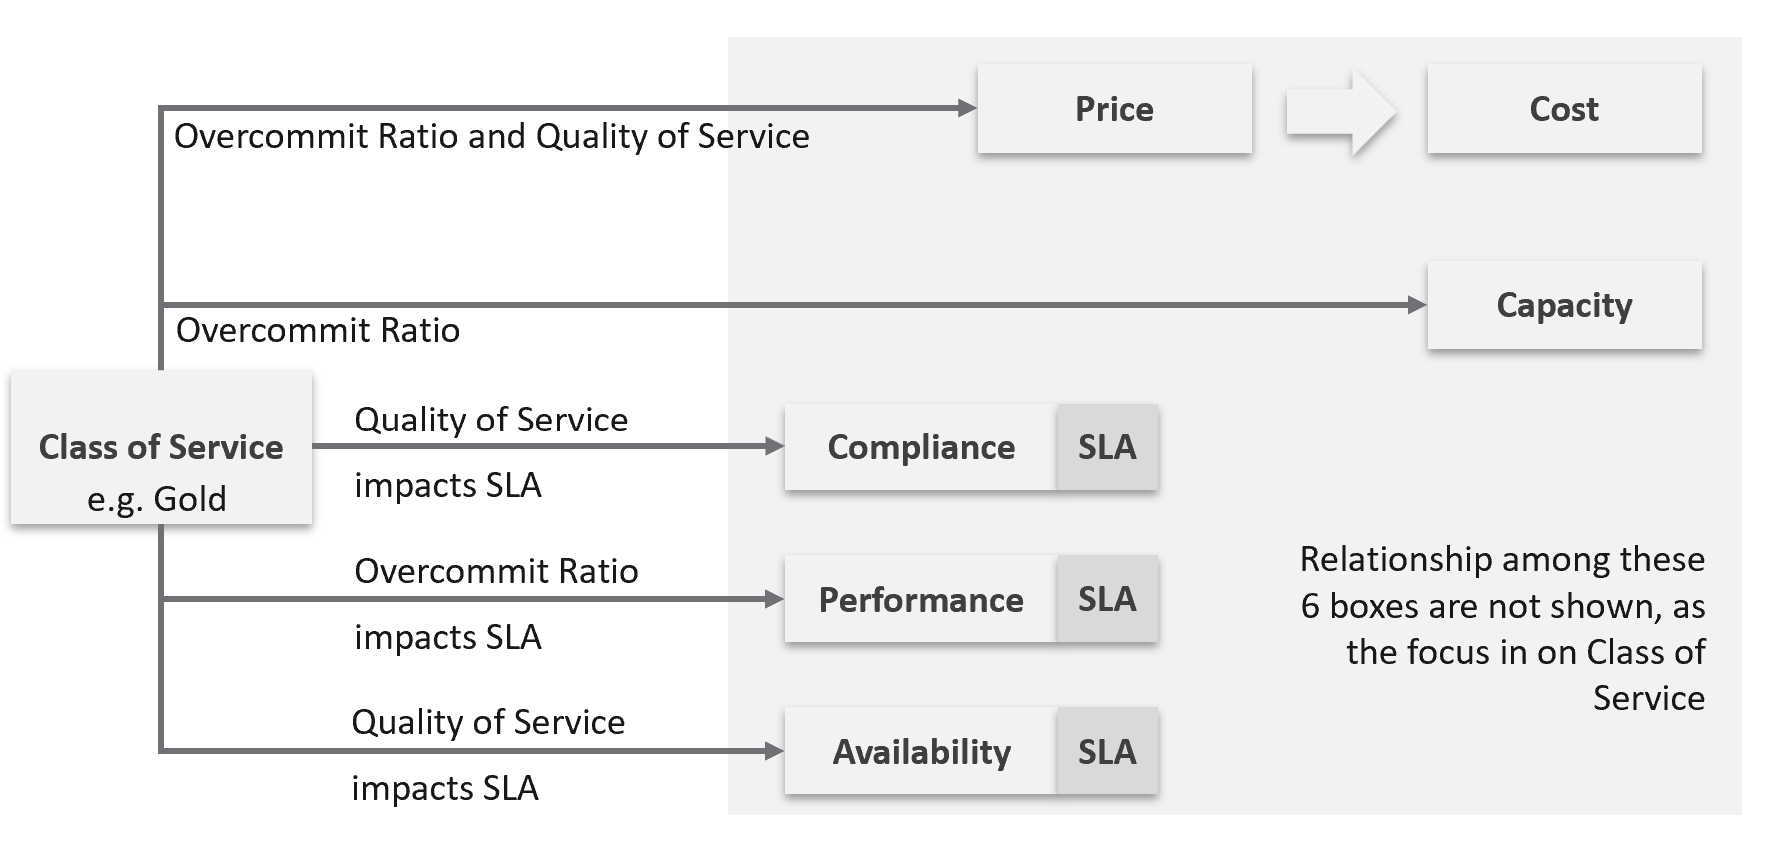 Price
Cost
Overcommit Ratio and Quality of Service
Capacity
Overcommit Ratio
Class of Service
e.g. Gold
Quality of Service
impacts SLA
Compliance
SLA
Overcommit Ratio
impacts SLA
Performance
SLA
Quality of Service
impacts SLA
Availability
SLA
Relationship among these
6 boxes are not shown, as
the focus in on Class of
Service